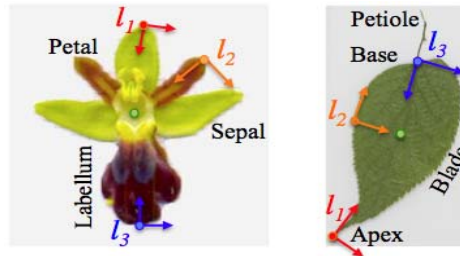 l1
Petal
l2
Sepal
Labellum
l3
Petiole
Base
l3
l2
Blade
l1
Apex